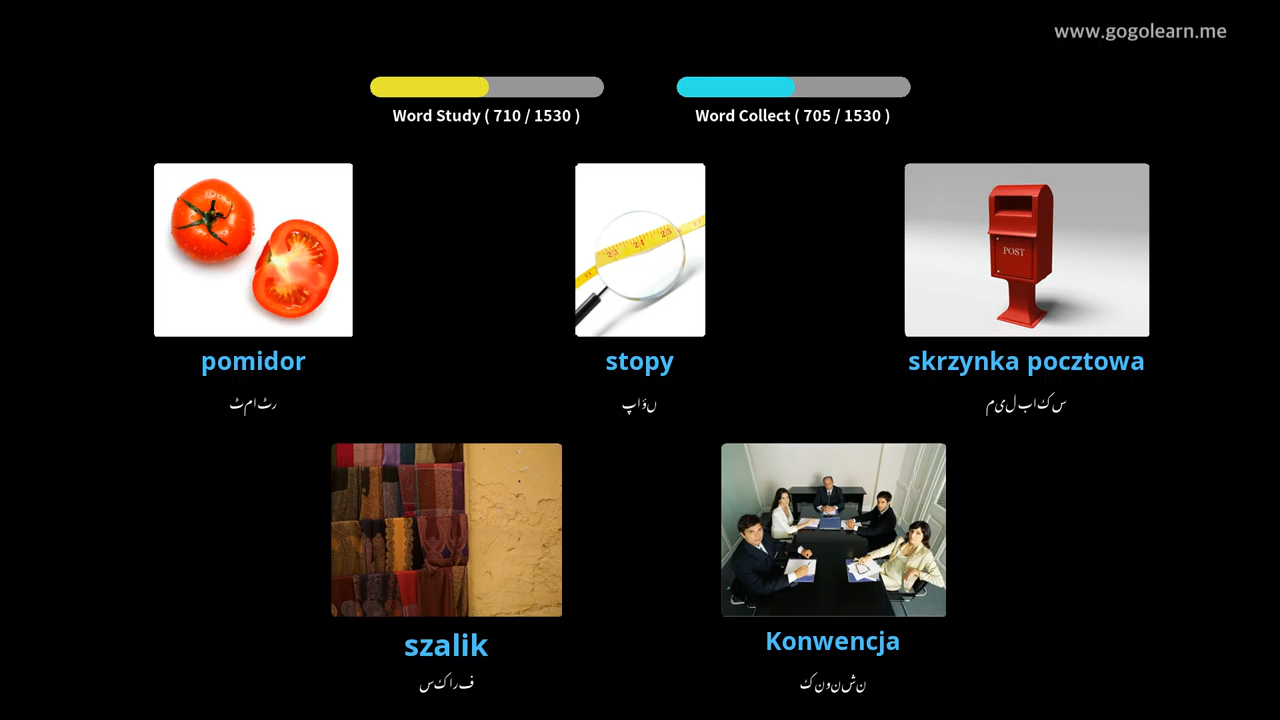 www.gogolearn.me
Word Study ( 710 / 1530 )
Word Collect ( 705 / 1530 )
pomidor
ٹماٹر
stopy
پاؤں
skrzynka pocztowa
میل باکس
szalik
سکارف
Konwencja
کنونشن